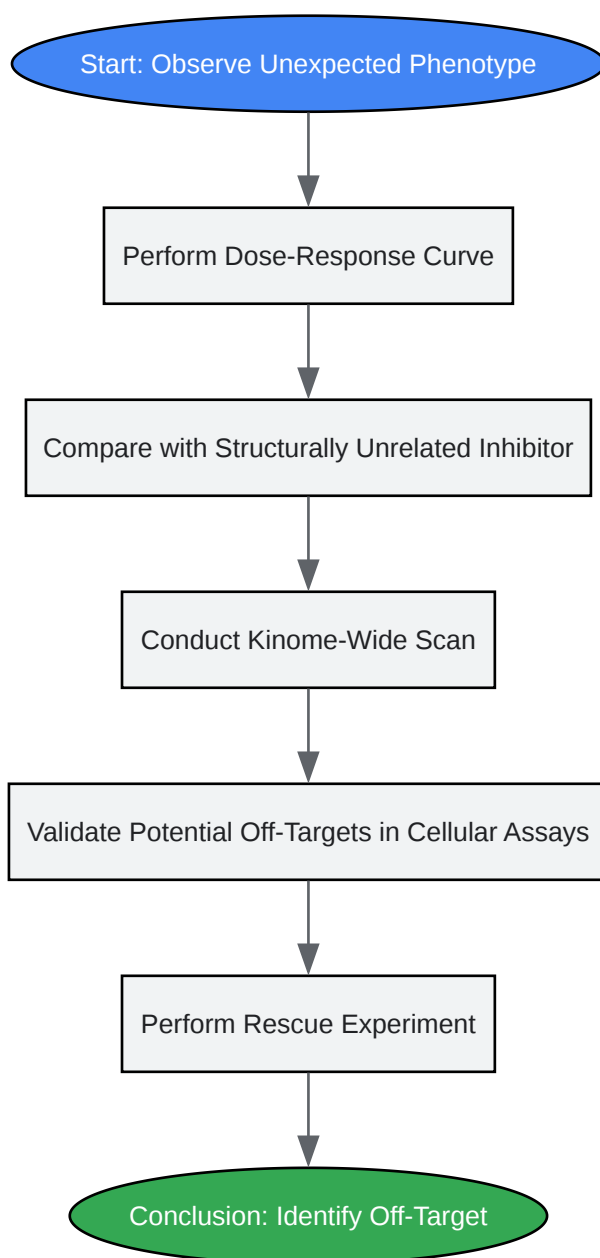 Start: Observe Unexpected Phenotype
Perform Dose-Response Curve
Compare with Structurally Unrelated Inhibitor
Conduct Kinome-Wide Scan
Validate Potential Off-Targets in Cellular Assays
Perform Rescue Experiment
Conclusion: Identify Off-Target